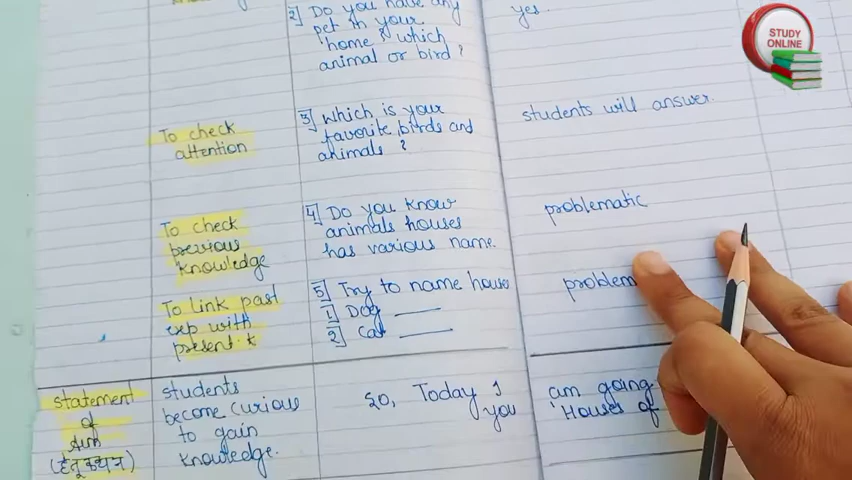 2] Do you have any
pet in your
home? which
animal or bird?
yes.
To check
attention
3] which is your
favorite birds and
animals?
students will answer.
To check
previous
knowledge
4] Do you know
animals houses
has various name.
problematic
To link past
exp with
present k
5] Try to name house
1] Dog
2] Cat
problem
statement
of
Aim
(हेतूकथन)
students
become Curious
to gain
knowledge.
So, Today I
you
am going
'Houses of
STUDY
ONLINE